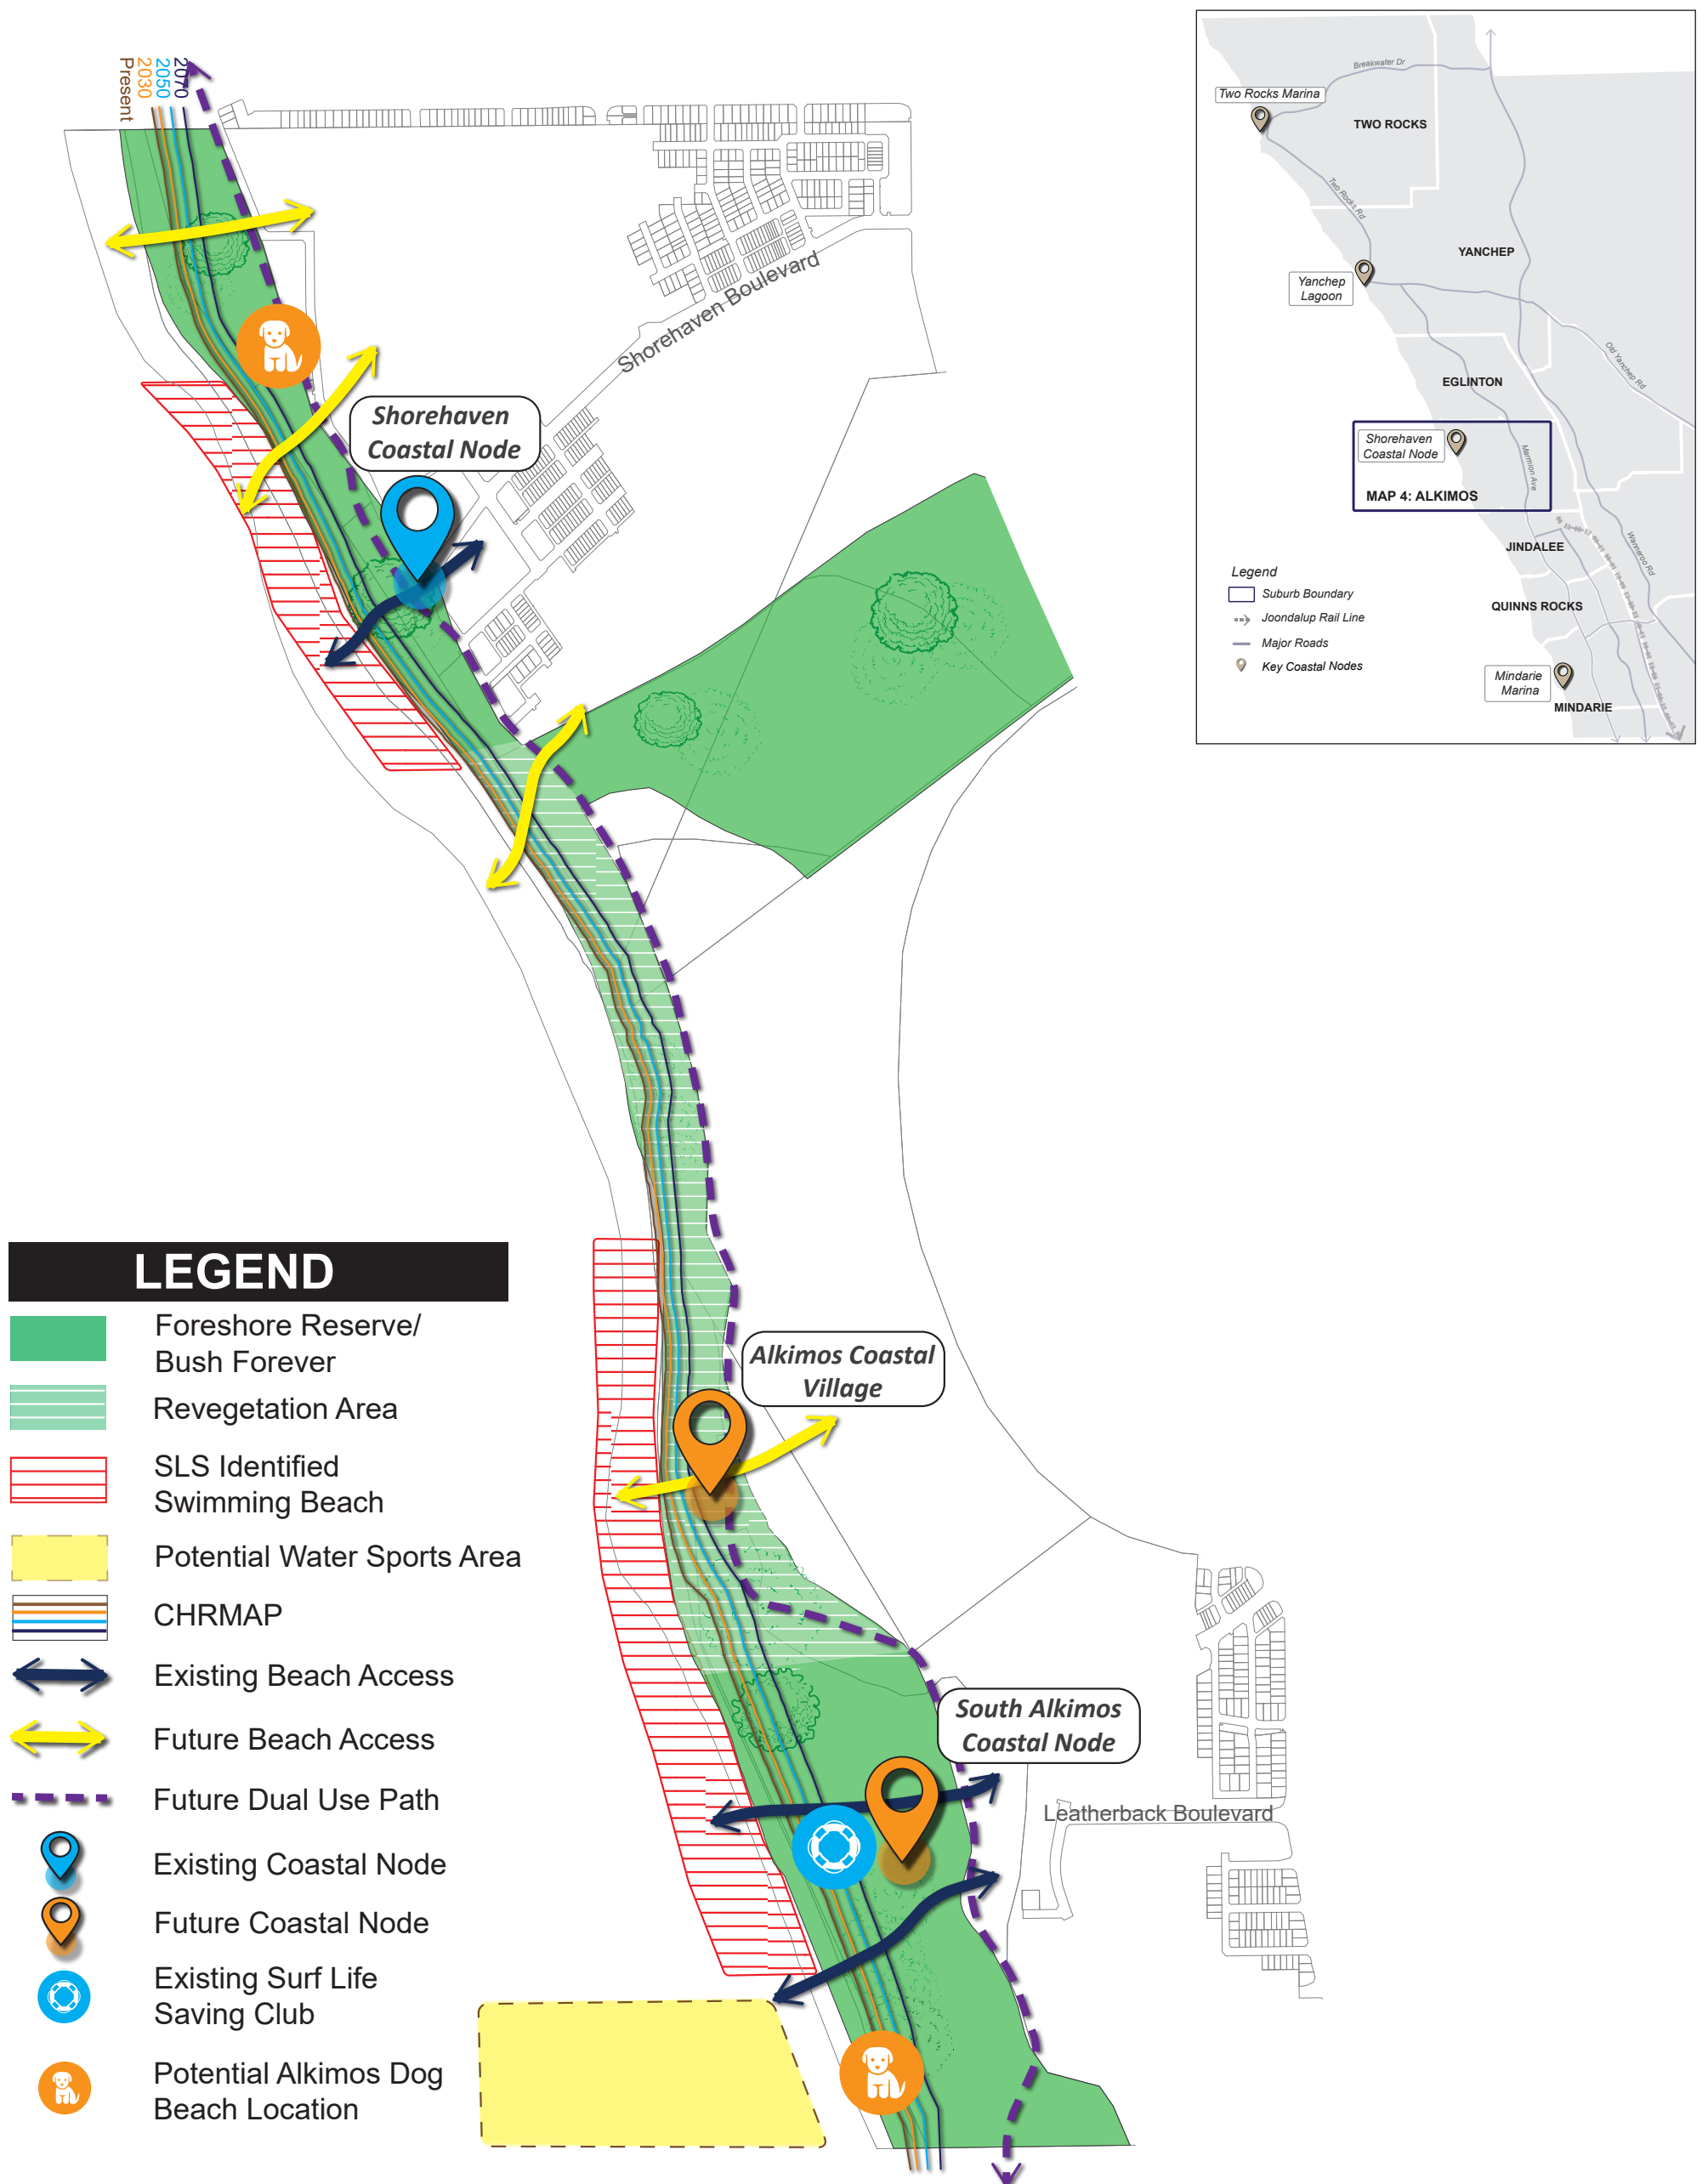 Present
2030
2050
2070
Shorehaven Boulevard
Shorehaven
Coastal Node
Alkimos Coastal
Village
South Alkimos
Coastal Node
Leatherback Boulevard
LEGEND
Foreshore Reserve/
Bush Forever
Revegetation Area
SLS Identified
Swimming Beach
Potential Water Sports Area
CHRMAP
Existing Beach Access
Future Beach Access
Future Dual Use Path
Existing Coastal Node
Future Coastal Node
Existing Surf Life
Saving Club
Potential Alkimos Dog
Beach Location
Breakwater Dr
Two Rocks Marina
TWO ROCKS
Two Rocks Rd
YANCHEP
Yanchep
Lagoon
Old Yanchep Rd
EGLINTON
Shorehaven
Coastal Node
Marmion Ave
MAP 4: ALKIMOS
JINDALEE
Wanneroo Rd
QUINNS ROCKS
Mindarie
Marina
MINDARIE
Legend
Suburb Boundary
Joondalup Rail Line
Major Roads
Key Coastal Nodes